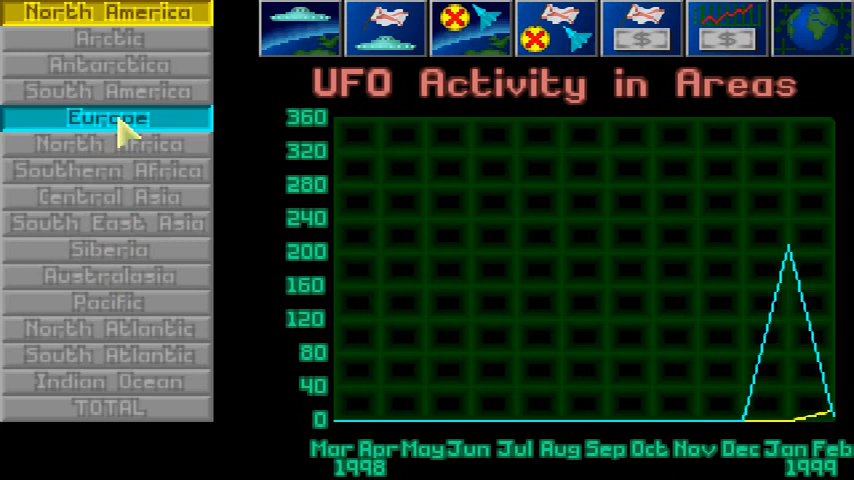 North America
Arctic
Antarctica
South America
Europe
North Africa
Southern Africa
Central Asia
South East Asia
Siberia
Australasia
Pacific
North Atlantic
South Atlantic
Indian Ocean
TOTAL
$ $
UFO Activity in Areas
360
320
280
240
200
160
120
80
40
0
Mar Apr May Jun Jul Aug Sep Oct Nov Dec Jan Feb
1998 1999